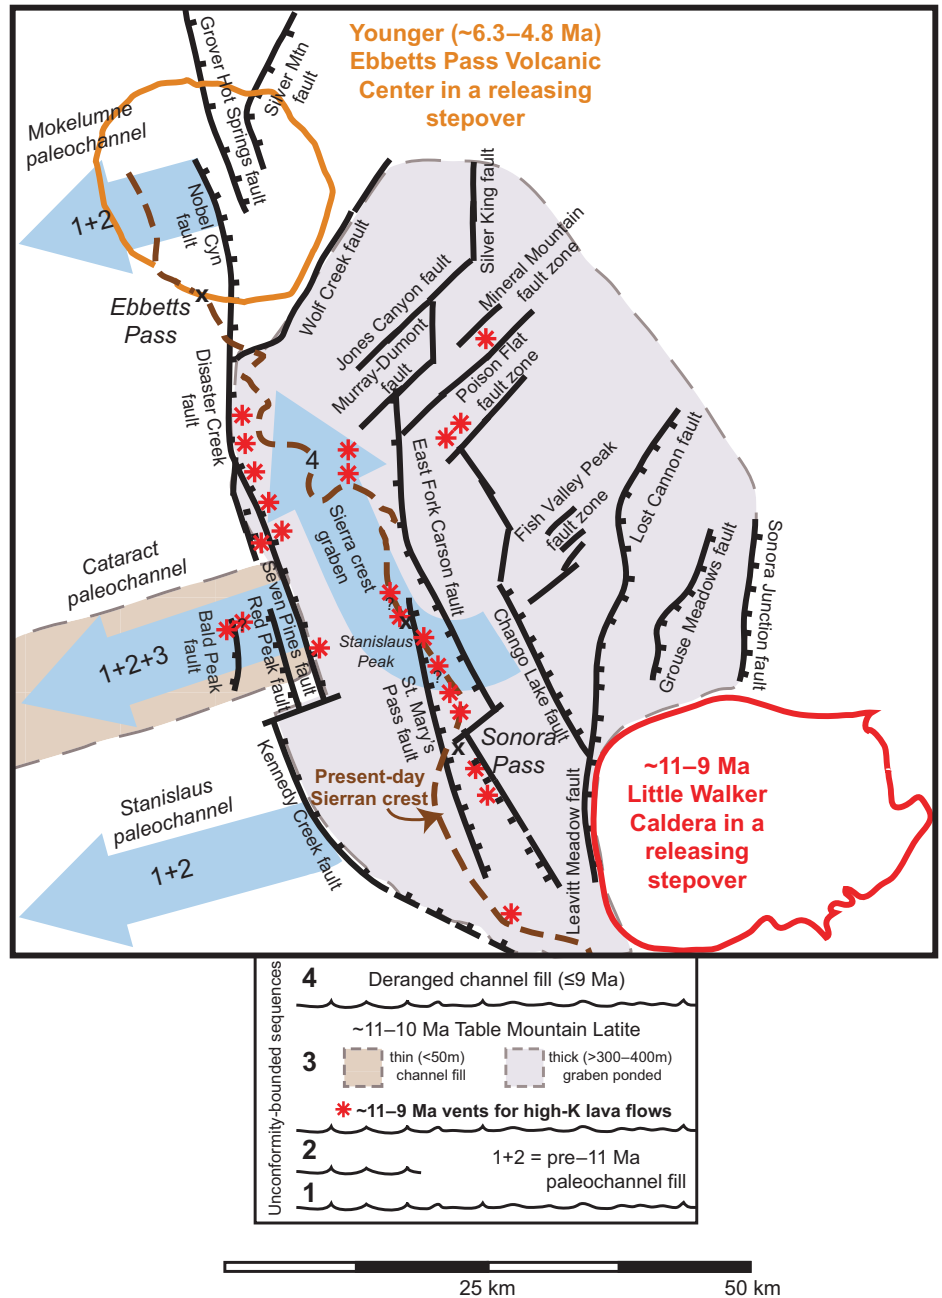 Younger (~6.3–4.8 Ma)
Ebbetts Pass Volcanic
Center in a releasing
stepover
Grover Hot Springs fault
Silver Mtn
fault
Mokelumne
paleochannel
1+2
Nobel Cyn
fault
Ebbetts
Pass
x
Wolf Creek fault
Silver King fault
Jones Canyon fault
Mineral Mountain
fault zone
Murray-Dumont
fault
Poison Flat
fault zone
Disaster Creek
fault
4
Sierra crest
graben
East Fork Carson fault
Fish Valley Peak
fault zone
Lost Cannon fault
Grouse Meadows fault
Sonora Junction fault
Cataract
paleochannel
1+2+3
Bald Peak
fault
Red Peak fault
Seven Pines fault
?
x
Stanislaus
Peak
?
St. Mary's
Pass fault
Chango Lake fault
x
Sonora
Pass
Present-day
Sierran crest
Kennedy Creek fault
Stanislaus
paleochannel
1+2
Leavitt Meadow fault
~11–9 Ma
Little Walker
Caldera in a
releasing
stepover
Unconformity-bounded sequences
4
Deranged channel fill (≤9 Ma)
~11–10 Ma Table Mountain Latite
3
thin (<50m)
channel fill
thick (>300–400m)
graben ponded
~11–9 Ma vents for high-K lava flows
2
1+2 = pre–11 Ma
paleochannel fill
1
25 km
50 km